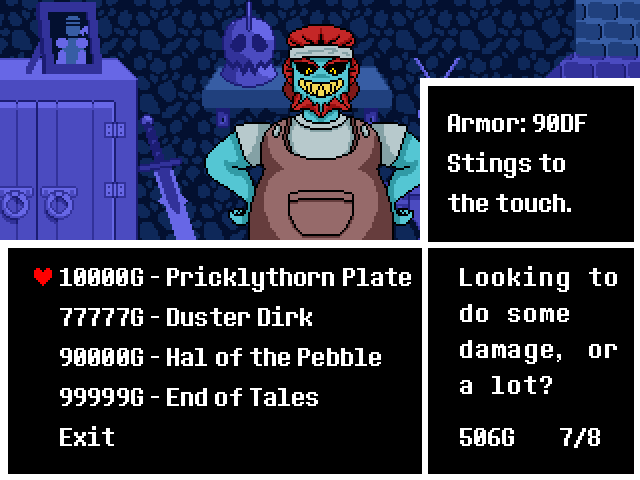 Armor: 90DF
Stings to
the touch.
10000G - Pricklythorn Plate
77777G - Duster Dirk
90000G - Hal of the Pebble
99999G - End of Tales
Exit
Looking to
do some
damage, or
a lot?
506G 7/8